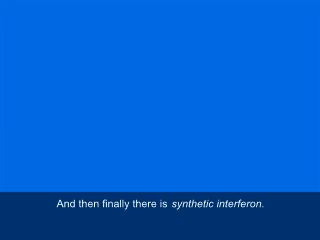 And then finally there is synthetic interferon.